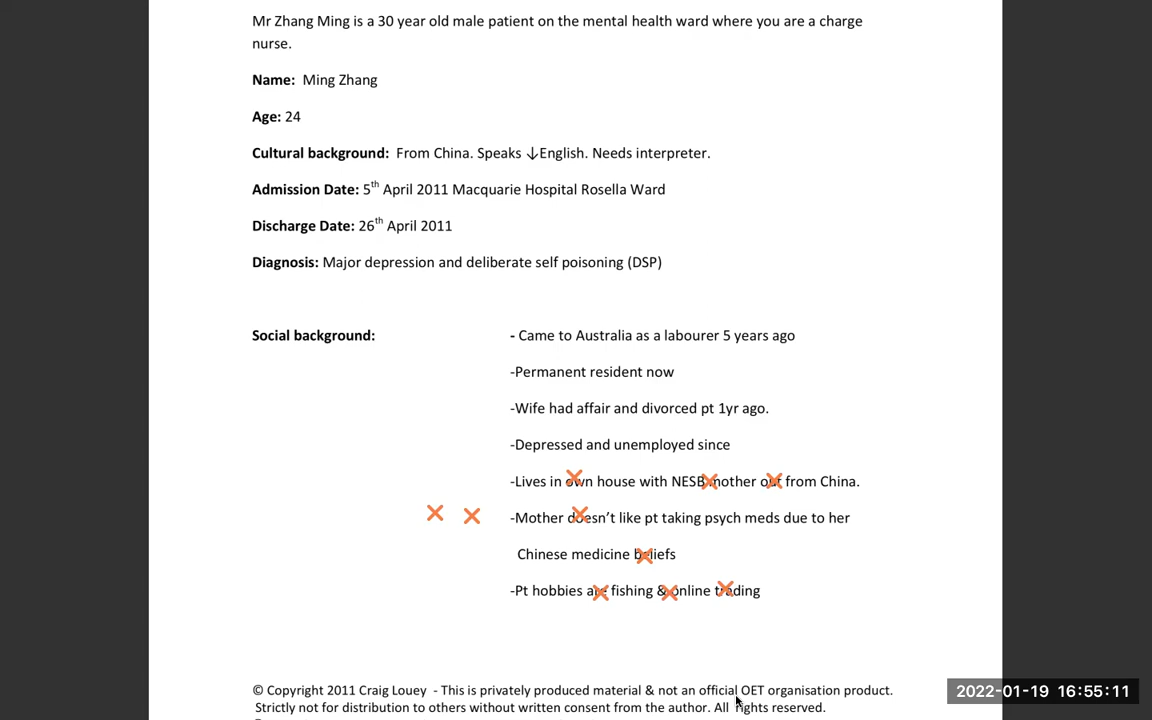 Mr Zhang Ming is a 30 year old male patient on the mental health ward where you are a charge
nurse.
Name: Ming Zhang
Age: 24
Cultural background: From China. Speaks ↓English. Needs interpreter.
Admission Date: 5th April 2011 Macquarie Hospital Rosella Ward
Discharge Date: 26th April 2011
Diagnosis: Major depression and deliberate self poisoning (DSP)
Social background: - Came to Australia as a labourer 5 years ago
-Permanent resident now
-Wife had affair and divorced pt 1yr ago.
-Depressed and unemployed since
-Lives in own house with NESB mother out from China.
-Mother doesn’t like pt taking psych meds due to her
Chinese medicine beliefs
-Pt hobbies are fishing & online trading
© Copyright 2011 Craig Louey - This is privately produced material & not an official OET organisation product.
Strictly not for distribution to others without written consent from the author. All rights reserved.
2022-01-19 16:55:11